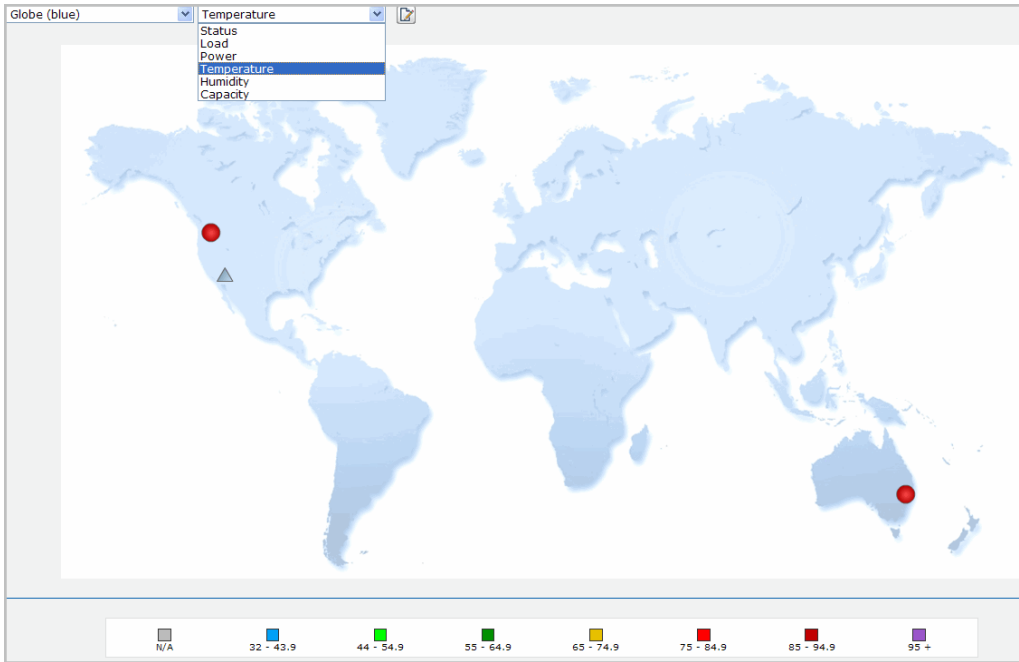 Globe (blue) Temperature
Status
Load
Power
Temperature
Humidity
Capacity
N/A 32 - 43.9 44 - 54.9 55 - 64.9 65 - 74.9 75 - 84.9 85 - 94.9 95 +